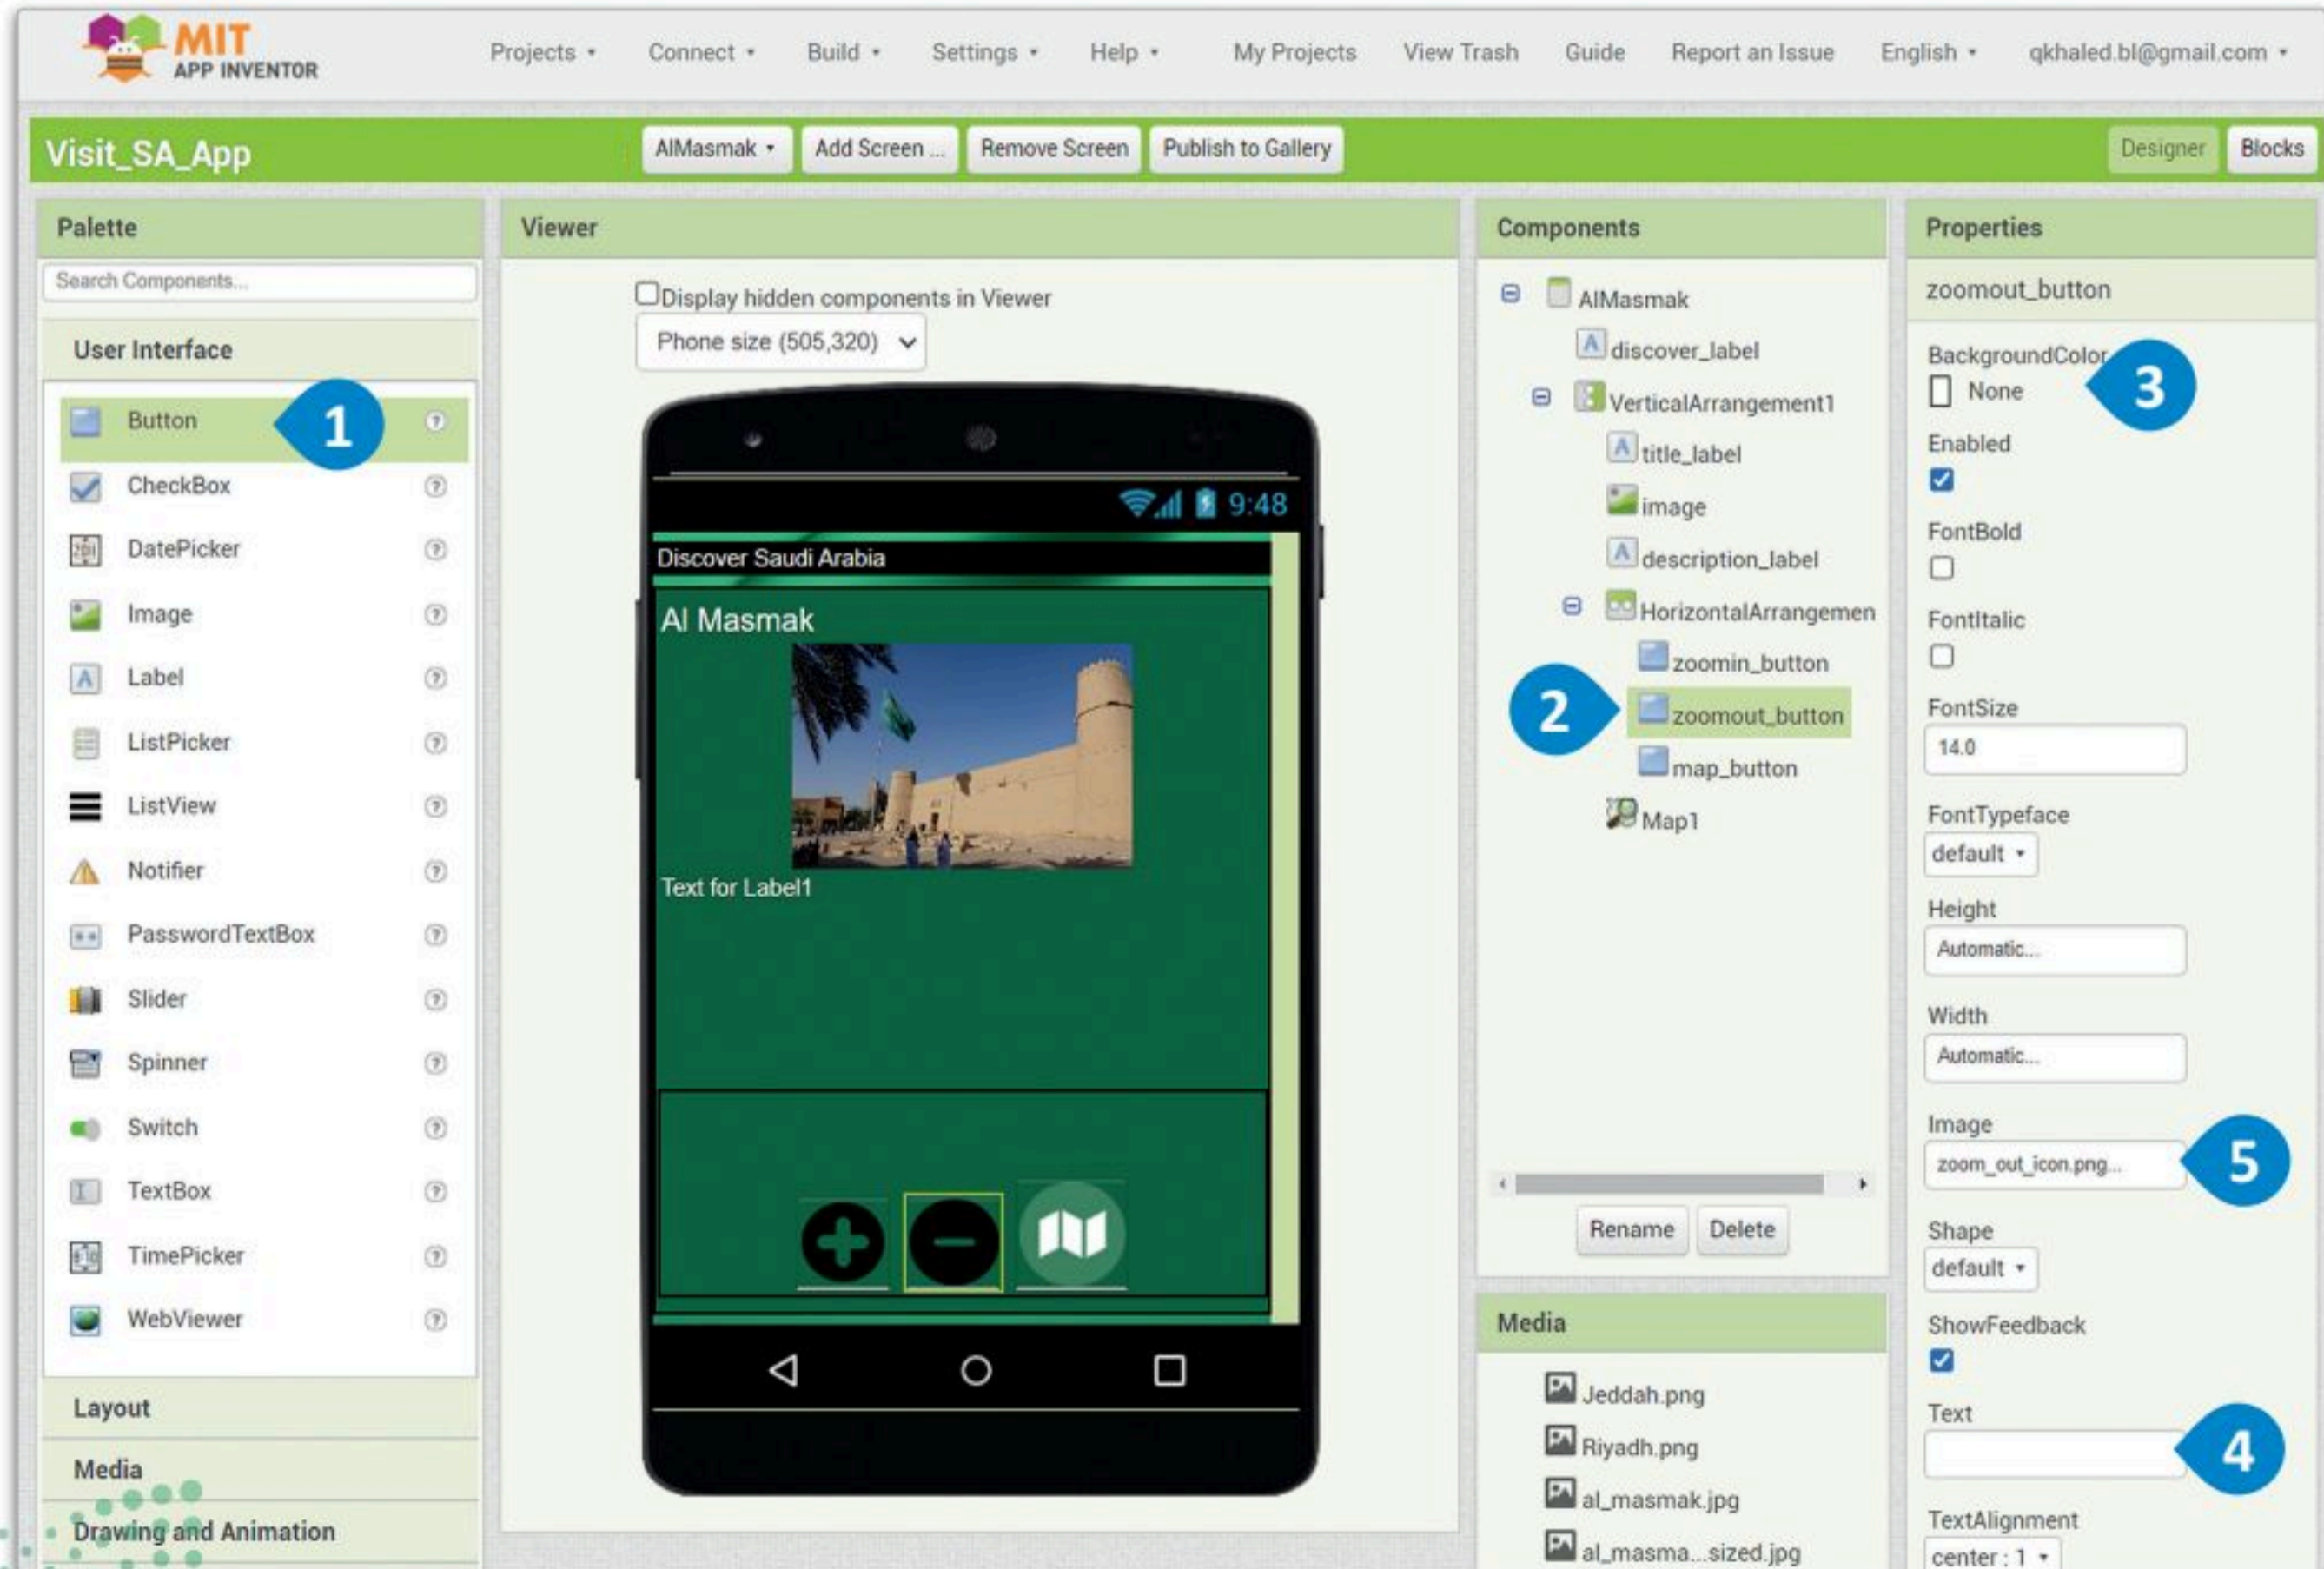 MIT
APP INVENTOR
Projects Connect Build Settings Help My Projects View Trash Guide Report an Issue English qkhaled.bl@gmail.com
Visit_SA_App
AlMasmak Add Screen ... Remove Screen Publish to Gallery Designer Blocks
Palette
Search Components...
User Interface
Button
1
CheckBox
DatePicker
Image
Label
ListPicker
ListView
Notifier
PasswordTextBox
Slider
Spinner
Switch
TextBox
TimePicker
WebViewer
Layout
Media
Drawing and Animation
Viewer
Display hidden components in Viewer
Phone size (505,320)
9:48
Discover Saudi Arabia
Al Masmak
Text for Label1
Components
AlMasmak
discover_label
VerticalArrangement1
title_label
image
description_label
HorizontalArrangemen
zoomin_button
2
zoomout_button
map_button
Map1
Rename Delete
Media
Jeddah.png
Riyadh.png
al_masmak.jpg
al_masma...sized.jpg
Properties
zoomout_button
BackgroundColor
None
3
Enabled
FontBold
FontItalic
FontSize
14.0
FontTypeface
default
Height
Automatic...
Width
Automatic...
Image
zoom_out_icon.png...
5
Shape
default
ShowFeedback
Text
4
TextAlignment
center : 1